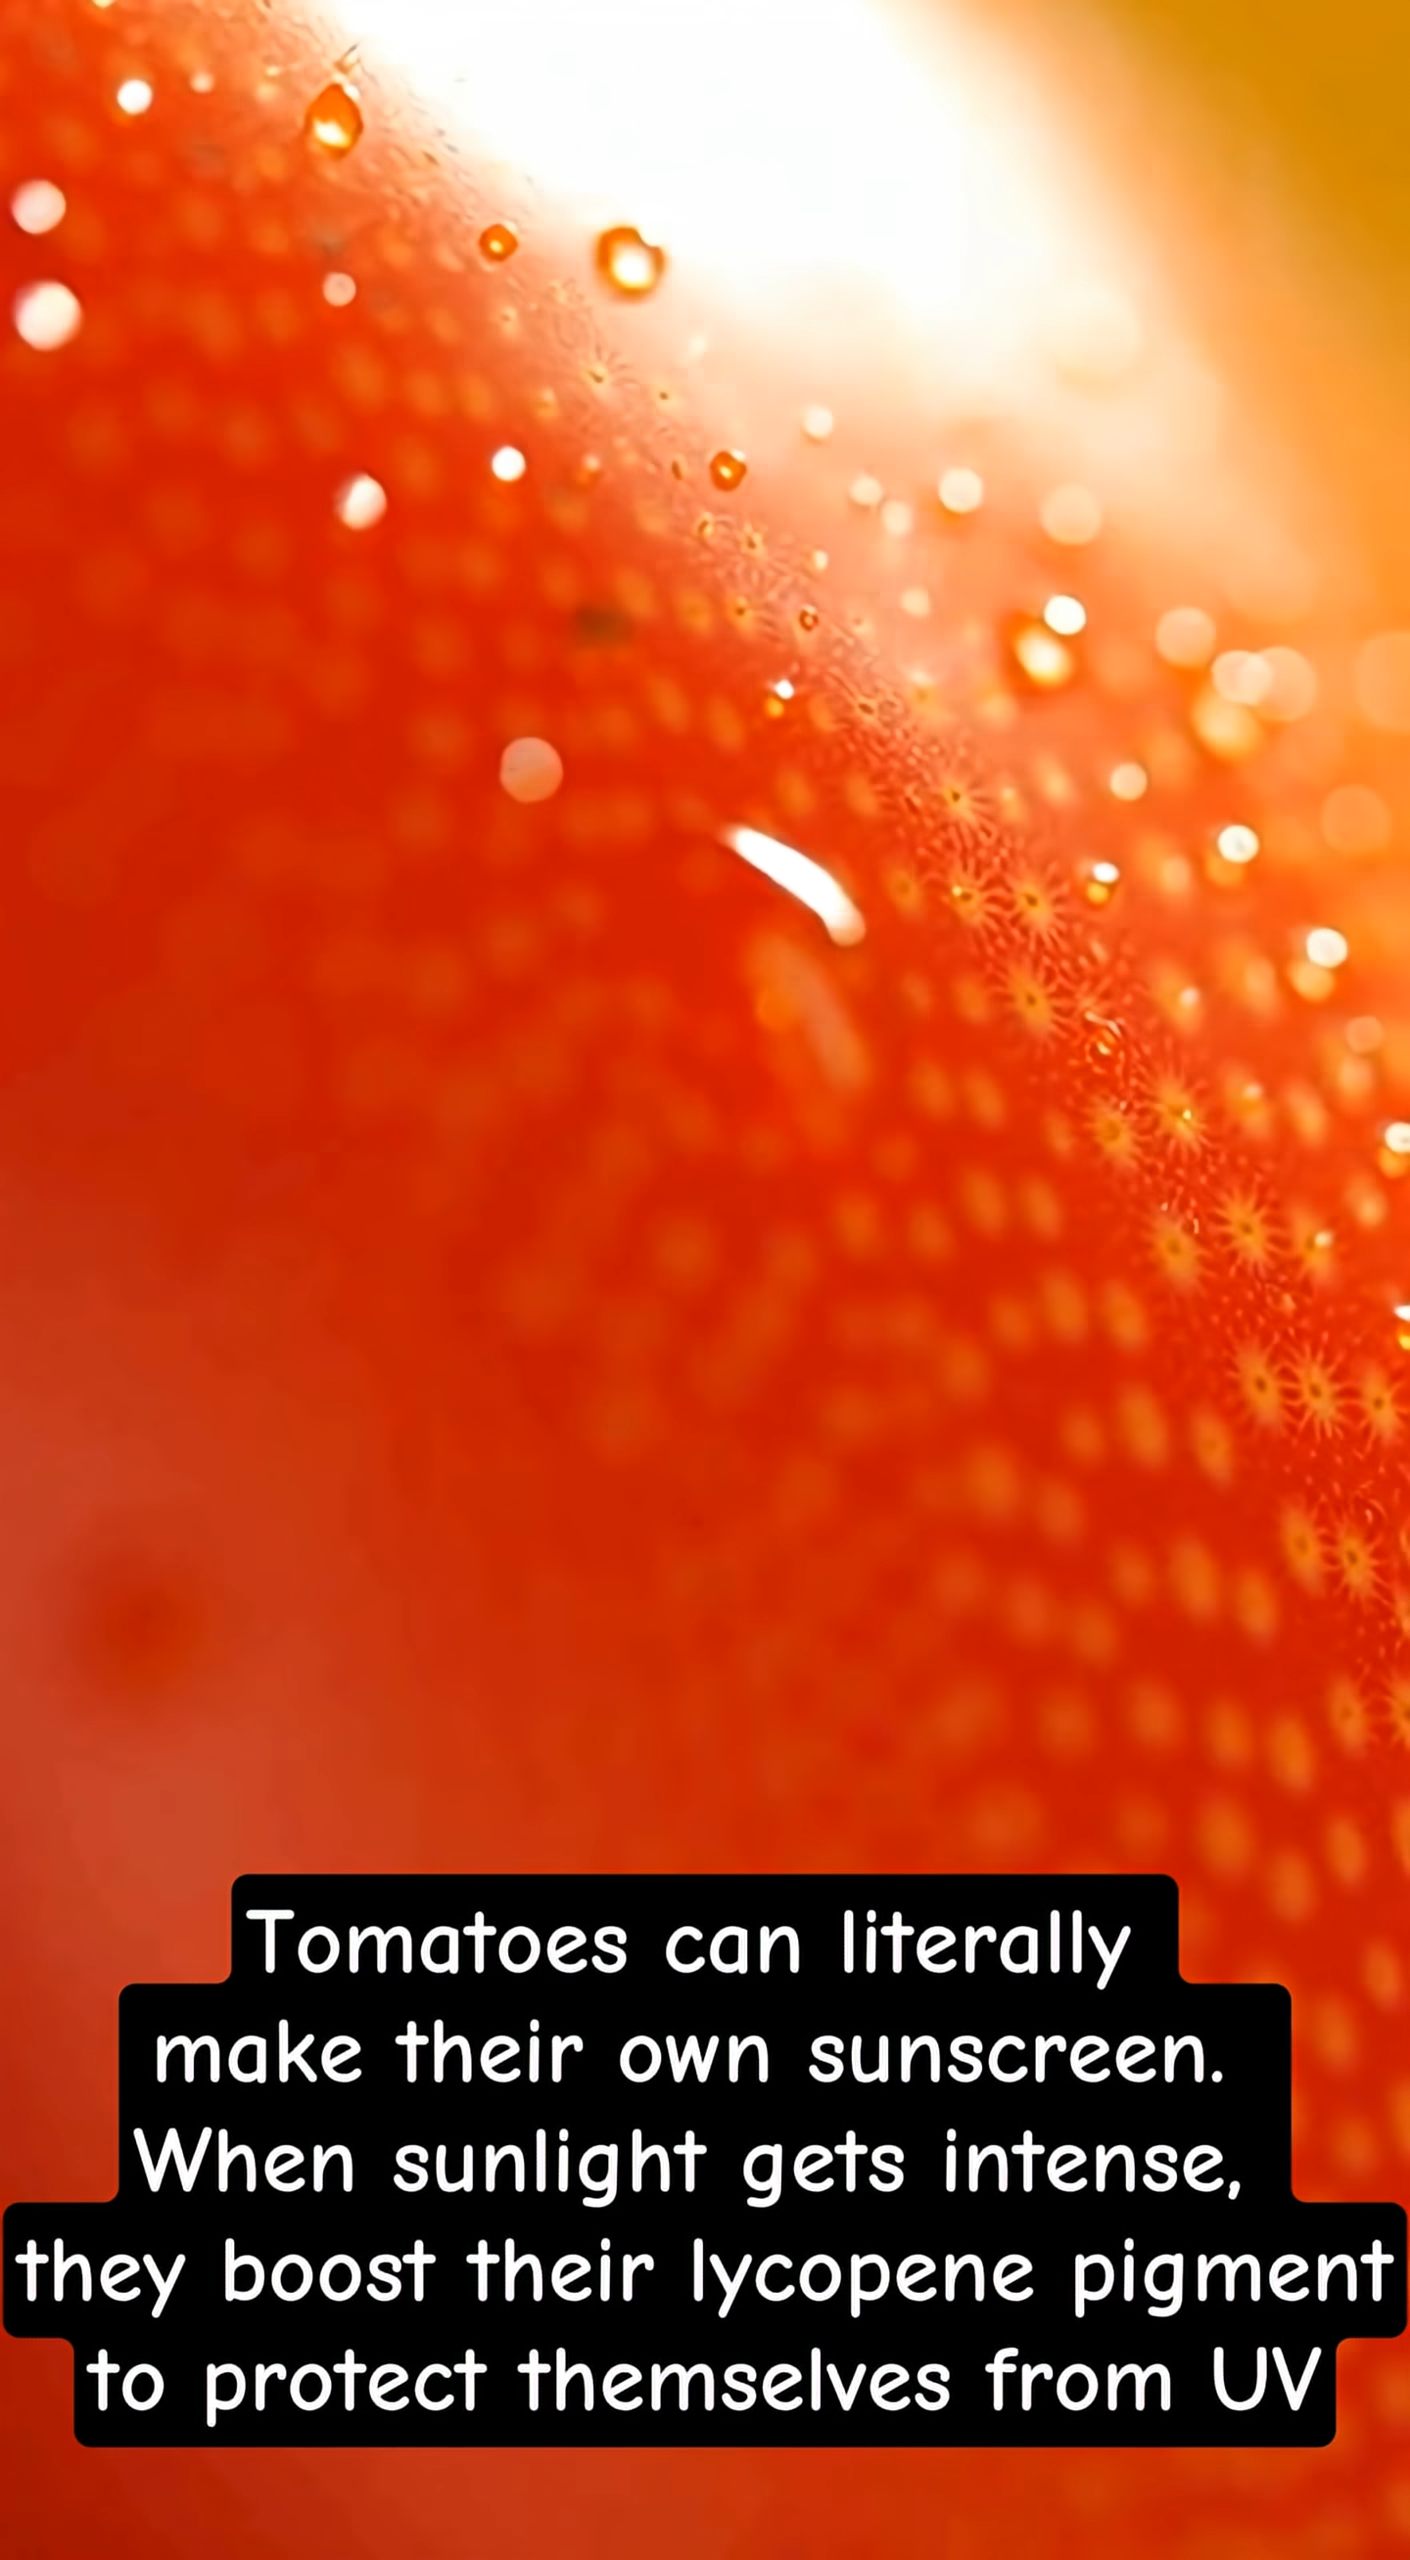 Tomatoes can literally
make their own sunscreen.
When sunlight gets intense,
they boost their lycopene pigment
to protect themselves from UV